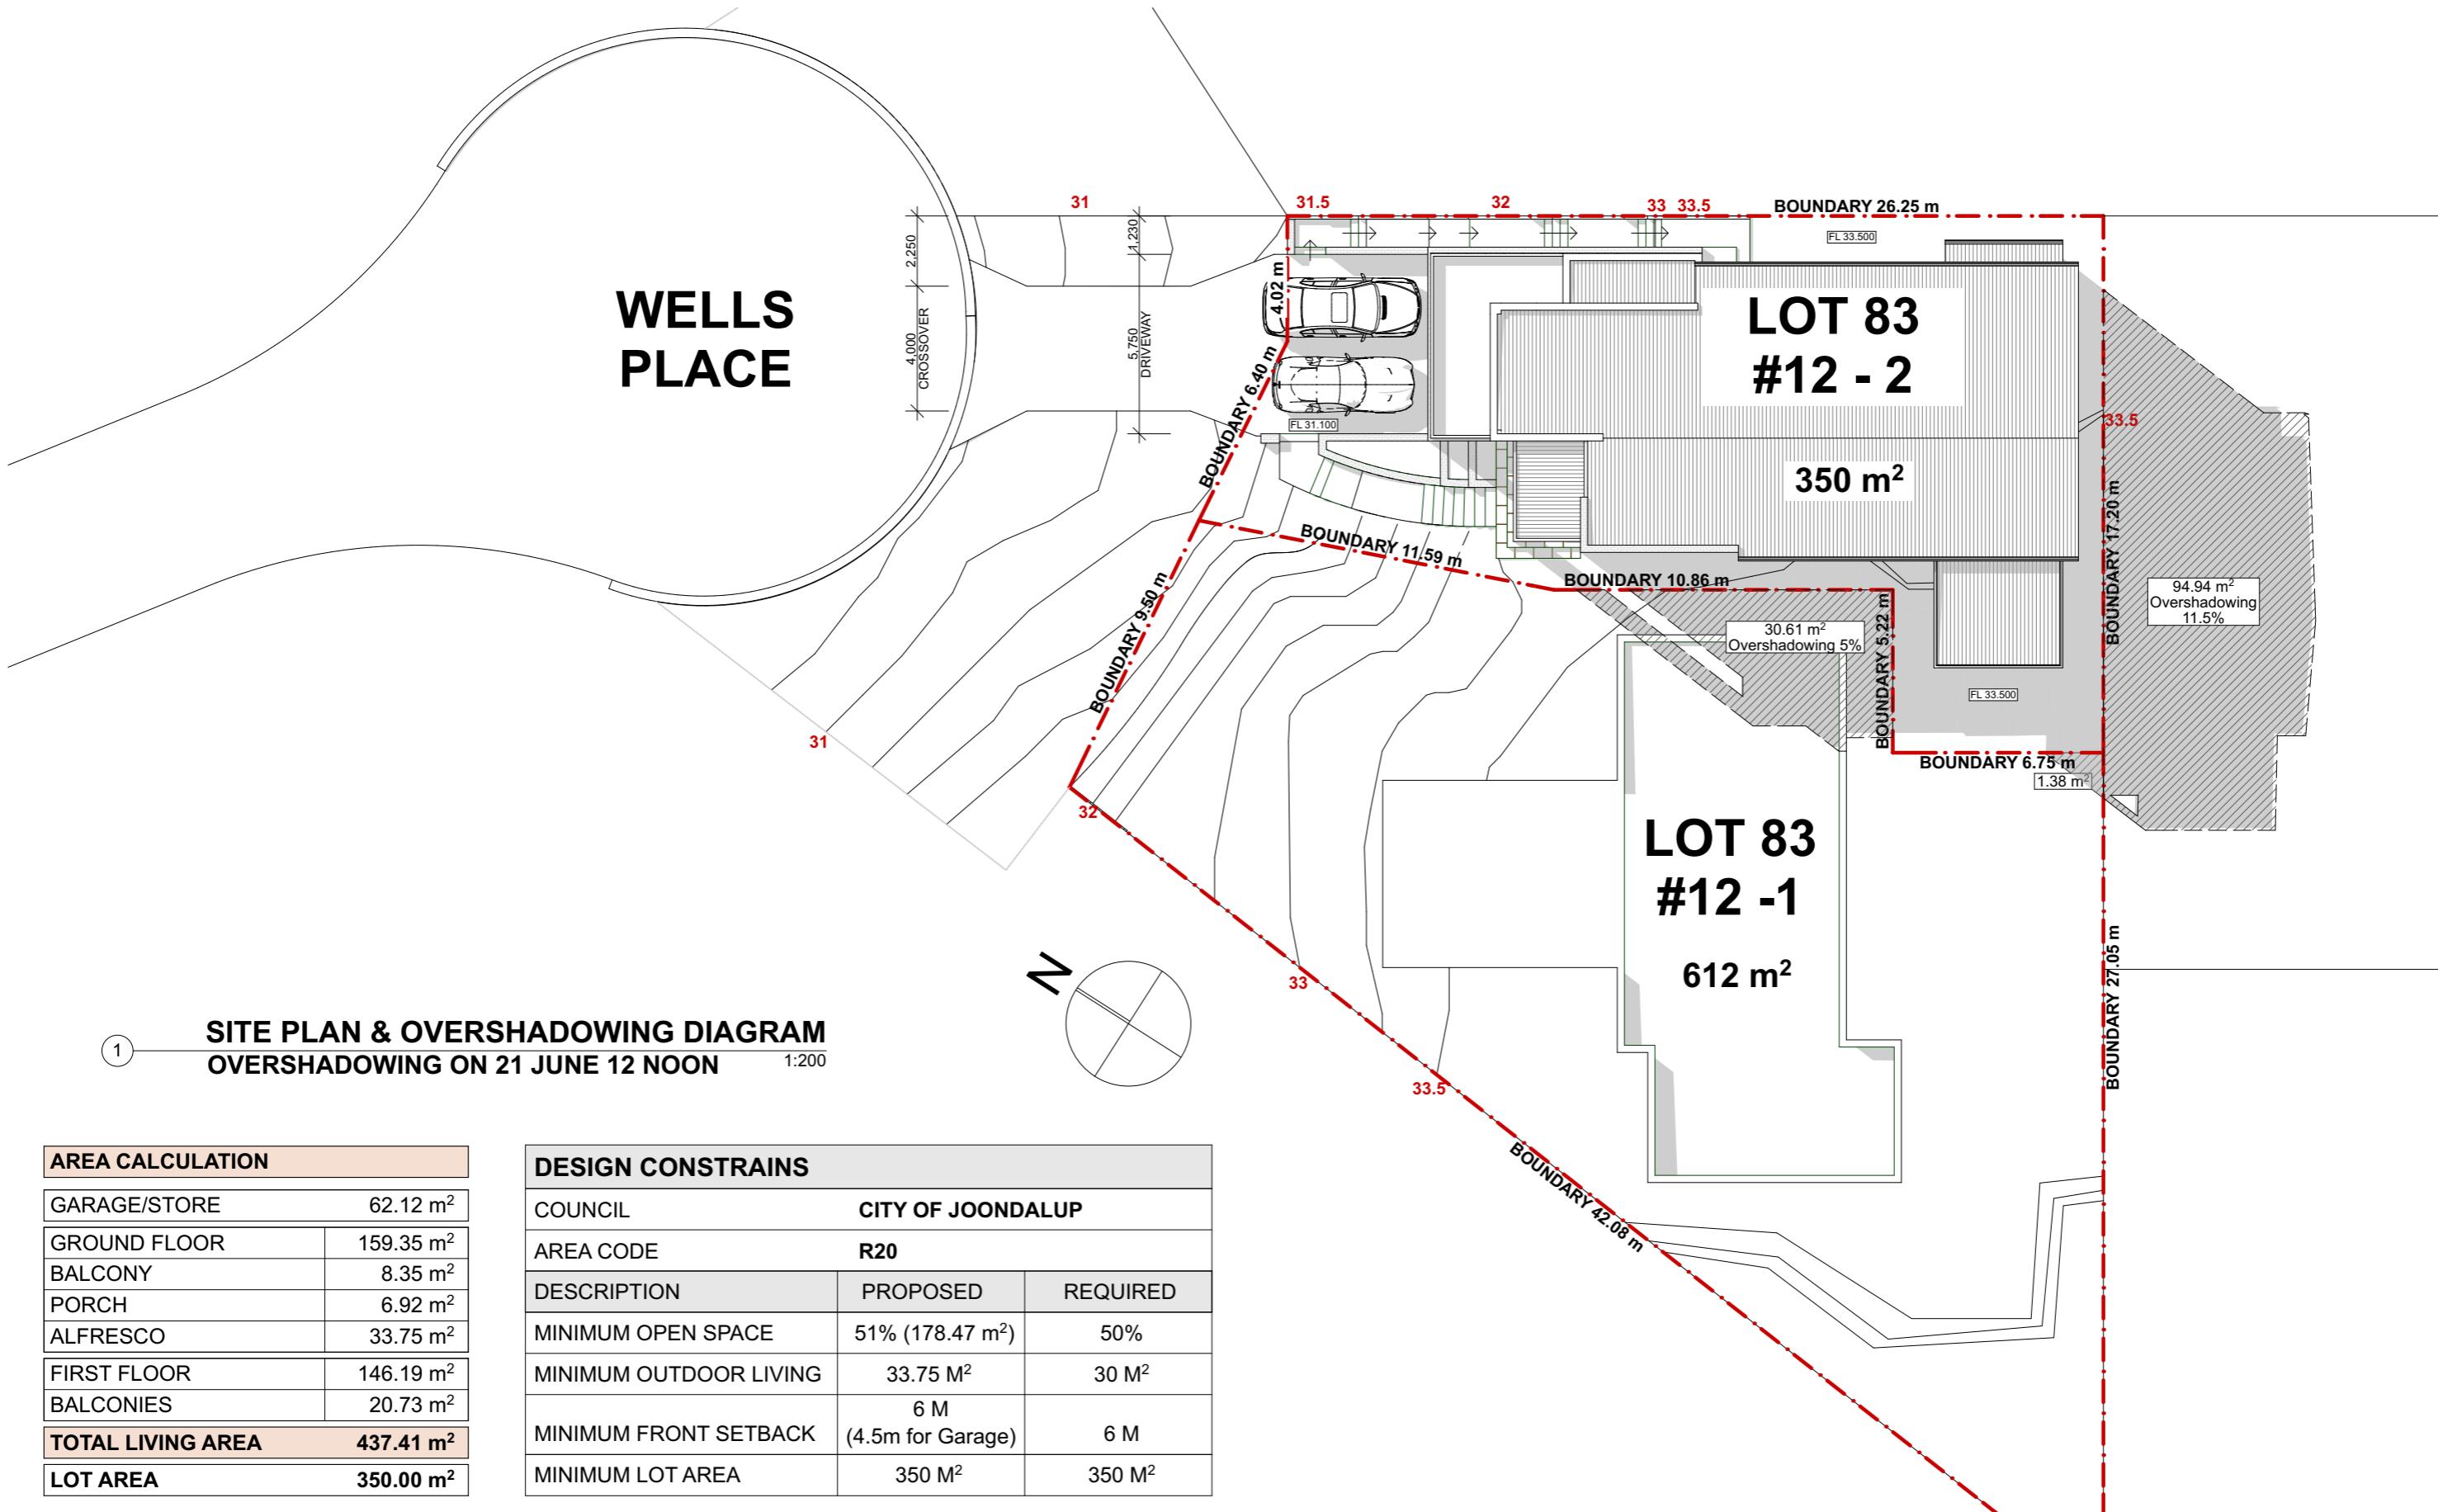 31
31.5
32
33
33.5
BOUNDARY 26.25 m
FL 33.500
2,250
1,230
4.02 m
WELLS
PLACE
4,000
CROSSOVER
5,750
DRIVEWAY
LOT 83
#12 - 2
350 m²
BOUNDARY 6.40 m
FL 31.100
33.5
BOUNDARY 17.20 m
BOUNDARY 11.59 m
BOUNDARY 10.86 m
BOUNDARY 9.50 m
94.94 m²
Overshadowing
11.5%
30.61 m²
Overshadowing 5%
BOUNDARY 5.22 m
FL 33.500
31
BOUNDARY 6.75 m
1.38 m²
32
LOT 83
#12 -1
612 m²
33
N
BOUNDARY 27.05 m
33.5
BOUNDARY 42.08 m
1
SITE PLAN & OVERSHADOWING DIAGRAM
OVERSHADOWING ON 21 JUNE 12 NOON
1:200
AREA CALCULATION
GARAGE/STORE 62.12 m²
GROUND FLOOR 159.35 m²
BALCONY 8.35 m²
PORCH 6.92 m²
ALFRESCO 33.75 m²
FIRST FLOOR 146.19 m²
BALCONIES 20.73 m²
TOTAL LIVING AREA 437.41 m²
LOT AREA 350.00 m²
DESIGN CONSTRAINS
COUNCIL CITY OF JOONDALUP
AREA CODE R20
DESCRIPTION PROPOSED REQUIRED
MINIMUM OPEN SPACE 51% (178.47 m²) 50%
MINIMUM OUTDOOR LIVING 33.75 M² 30 M²
6 M
MINIMUM FRONT SETBACK (4.5m for Garage) 6 M
MINIMUM LOT AREA 350 M² 350 M²